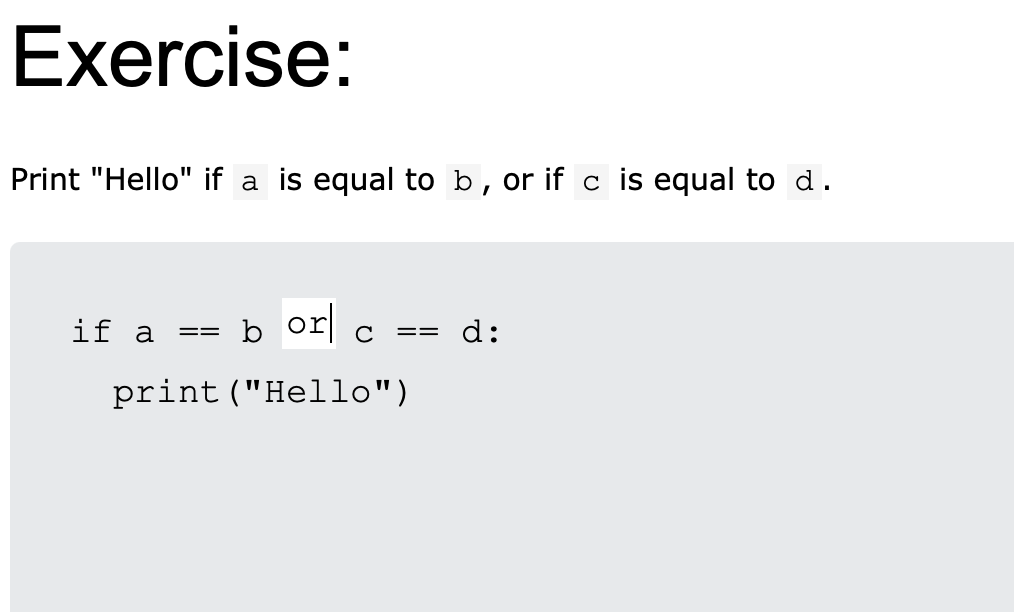 Exercise:
Print "Hello" if a is equal to b, or if c is equal to d.
if a == b or c == d:
print("Hello")